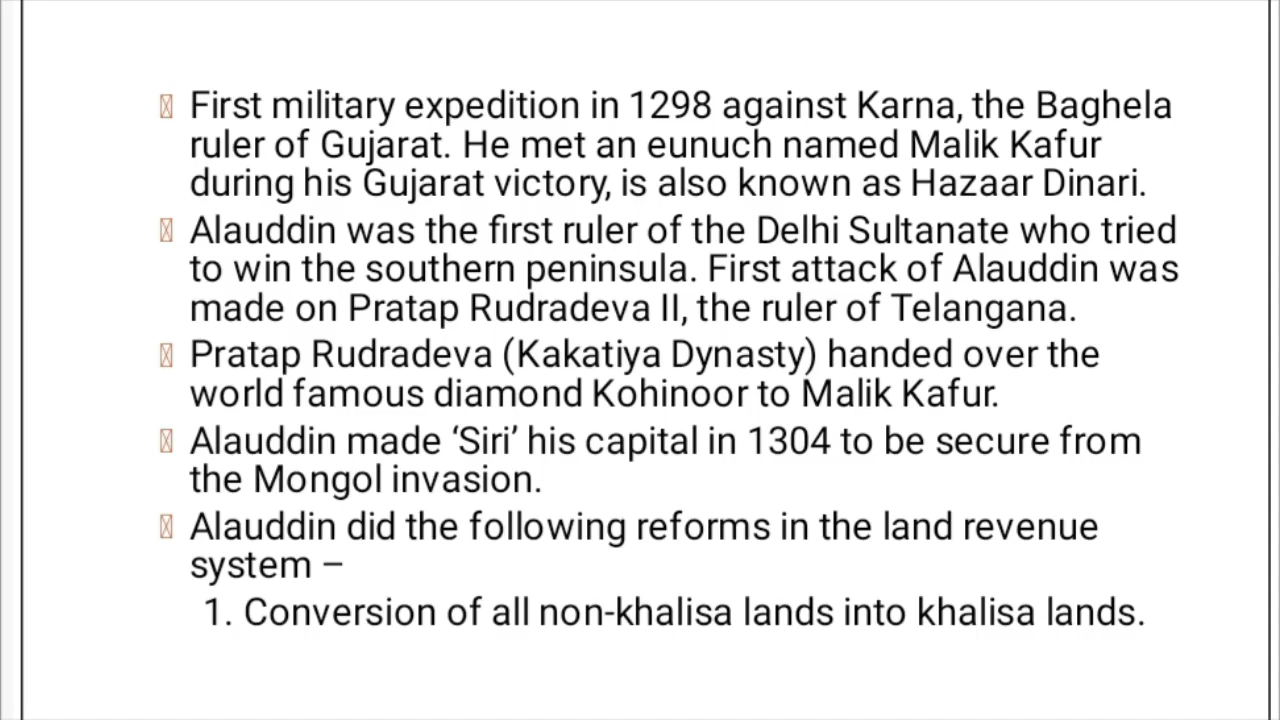 First military expedition in 1298 against Karna, the Baghela
ruler of Gujarat. He met an eunuch named Malik Kafur
during his Gujarat victory, is also known as Hazaar Dinari.
Alauddin was the first ruler of the Delhi Sultanate who tried
to win the southern peninsula. First attack of Alauddin was
made on Pratap Rudradeva II, the ruler of Telangana.
Pratap Rudradeva (Kakatiya Dynasty) handed over the
world famous diamond Kohinoor to Malik Kafur.
Alauddin made ‘Siri’ his capital in 1304 to be secure from
the Mongol invasion.
Alauddin did the following reforms in the land revenue
system –
1. Conversion of all non-khalisa lands into khalisa lands.